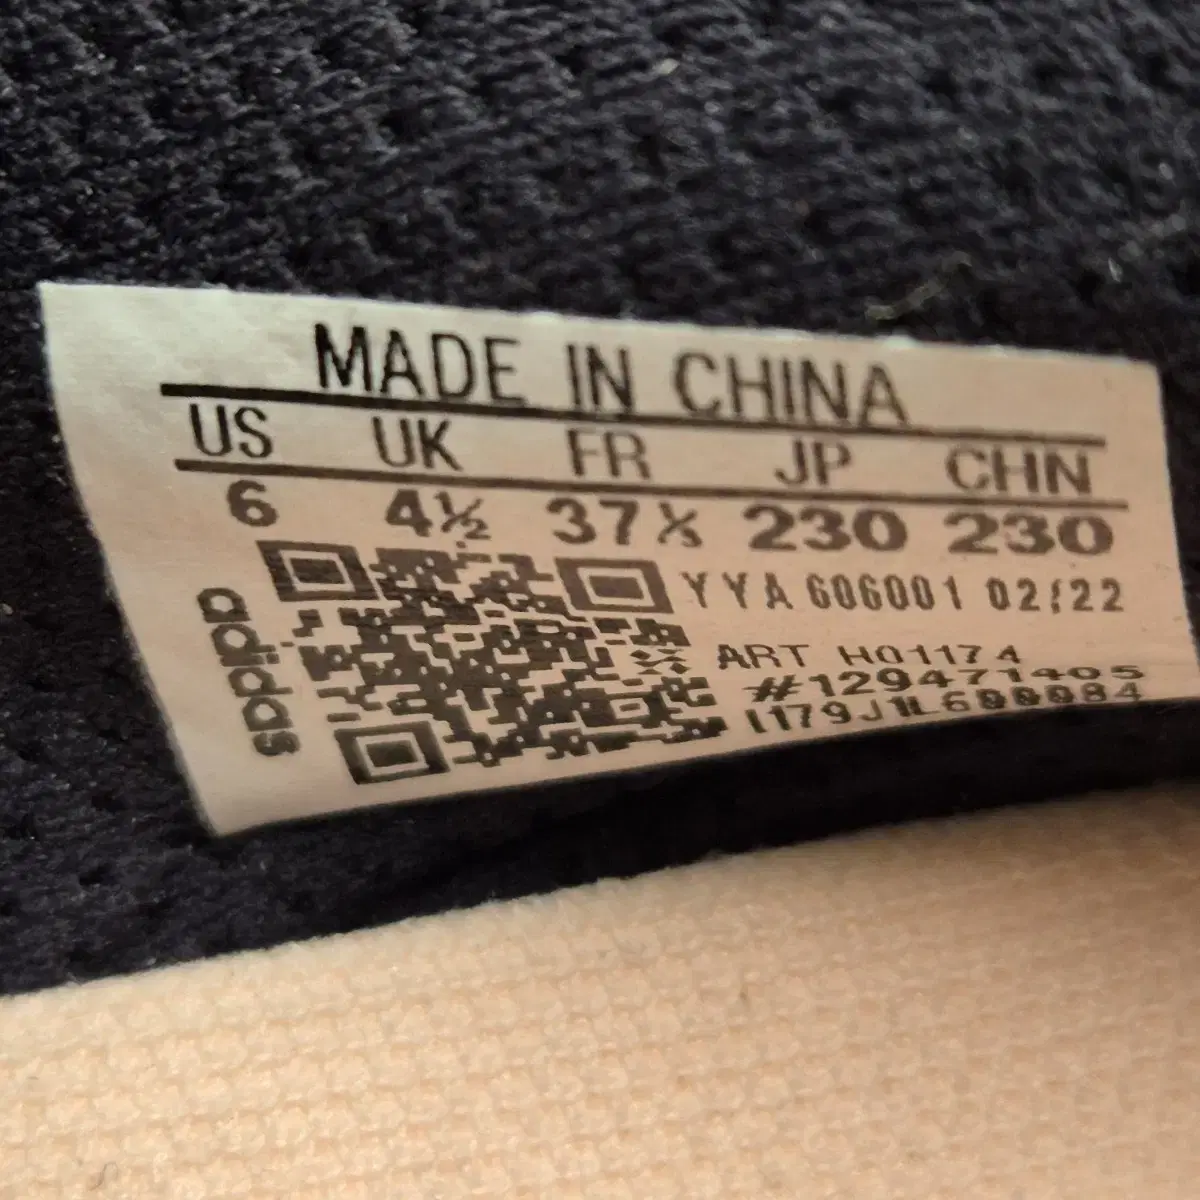 MADE IN CHINA
US UK FR JP CHN
6 4½ 37⅓ 230 230
YYA 606001 02/22
ART H01174
#129471405
I179J1L600084
adidas